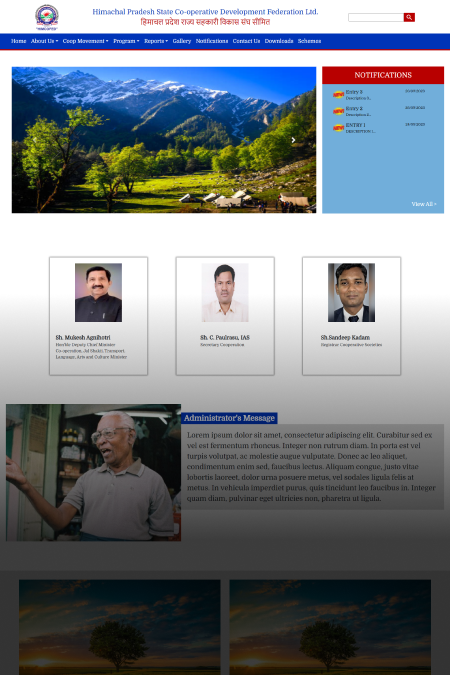 Himachal Pradesh State Co-operative Development Federation Ltd.
हिमाचल प्रदेश राज्य सहकारी विकास संघ सीमित
Home About Us Coop Movement Program Reports Gallery Notifications Contact Us Downloads Schemes
NOTIFICATIONS
Entry 3
Description 3..
Entry 2
Description 2..
ENTRY 1
DESCRIPTION 1..
View All
Sh. Mukesh Agnihotri
Hon'ble Deputy Chief Minister
Co-operation, Jal Shakti, Transport,
Language, Arts and Culture Minister
Sh. C. Paulrasu, IAS
Secretary Cooperation
Sh.Sandeep Kadam
Registrar Cooperative Societies
Administrator's Message
Lorem ipsum dolor sit amet, consectetur adipiscing elit. Curabitur sed ex
vel est fermentum rhoncus. Integer non rutrum diam. In porta est vel
turpis volutpat, ac molestie augue vulputate. Donec ac leo aliquet,
condimentum enim sed, faucibus lectus. Aliquam congue, justo vitae
lobortis laoreet, dolor urna posuere metus, vel sodales ligula felis at
metus. In vehicula imperdiet purus, quis tincidunt leo faucibus in. Integer
quam diam, pulvinar eget ultricies non, pharetra ut ligula.